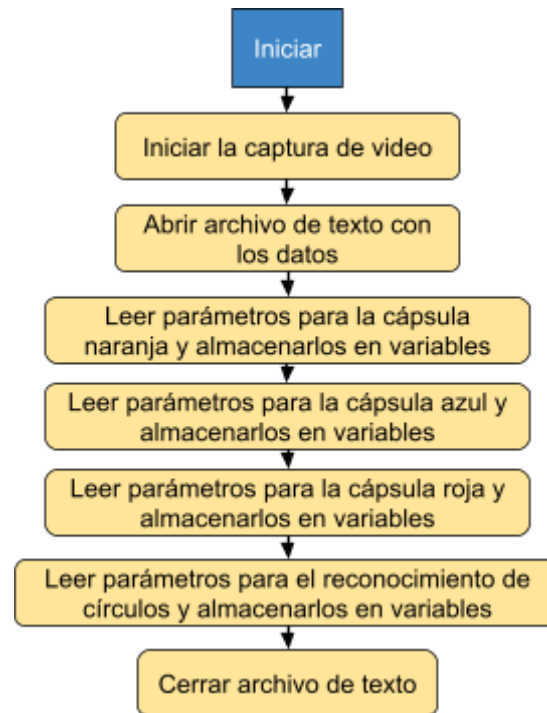 Iniciar
Iniciar la captura de video
Abrir archivo de texto con
los datos
Leer parámetros para la cápsula
naranja y almacenarlos en variables
Leer parámetros para la cápsula azul y
almacenarlos en variables
Leer parámetros para la cápsula roja y
almacenarlos en variables
Leer parámetros para el reconocimiento de
círculos y almacenarlos en variables
Cerrar archivo de texto